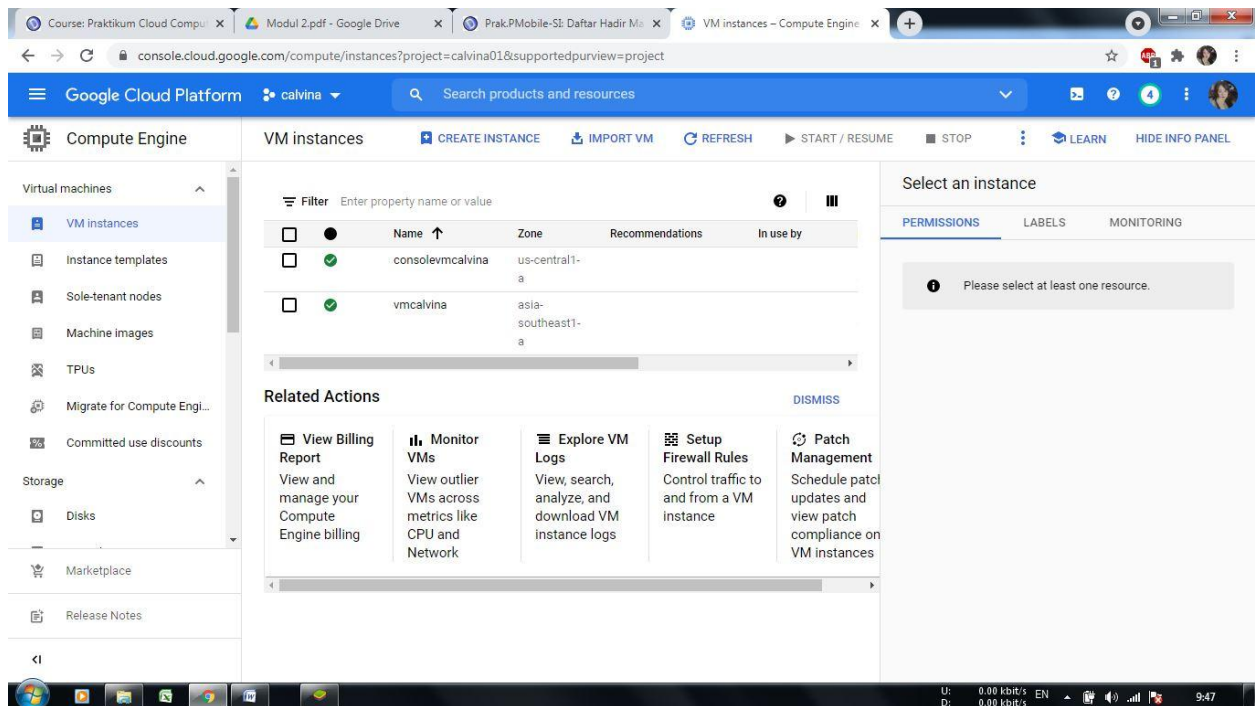 Course: Praktikum Cloud Comput
Modul 2.pdf - Google Drive
Prak.PMobile-SI: Daftar Hadir Ma
VM instances – Compute Engine
console.cloud.google.com/compute/instances?project=calvina01&supportedpurview=project
ABP
1
Google Cloud Platform
calvina
Search products and resources
4
Compute Engine
VM instances
CREATE INSTANCE
IMPORT VM
REFRESH
START / RESUME
STOP
LEARN
HIDE INFO PANEL
Virtual machines
VM instances
Instance templates
Sole-tenant nodes
Machine images
TPUs
Migrate for Compute Engi...
Committed use discounts
Storage
Disks
Marketplace
Release Notes
Filter Enter property name or value
Name Zone Recommendations In use by
consolevmcalvina us-central1-
a
vmcalvina asia-
southeast1-
a
Related Actions
DISMISS
View Billing
Report
View and
manage your
Compute
Engine billing
Monitor
VMs
View outlier
VMs across
metrics like
CPU and
Network
Explore VM
Logs
View, search,
analyze, and
download VM
instance logs
Setup
Firewall Rules
Control traffic to
and from a VM
instance
Patch
Management
Schedule patch
updates and
view patch
compliance on
VM instances
Select an instance
PERMISSIONS
LABELS
MONITORING
Please select at least one resource.
U: 0.00 kbit/s
D: 0.00 kbit/s
EN
9:47